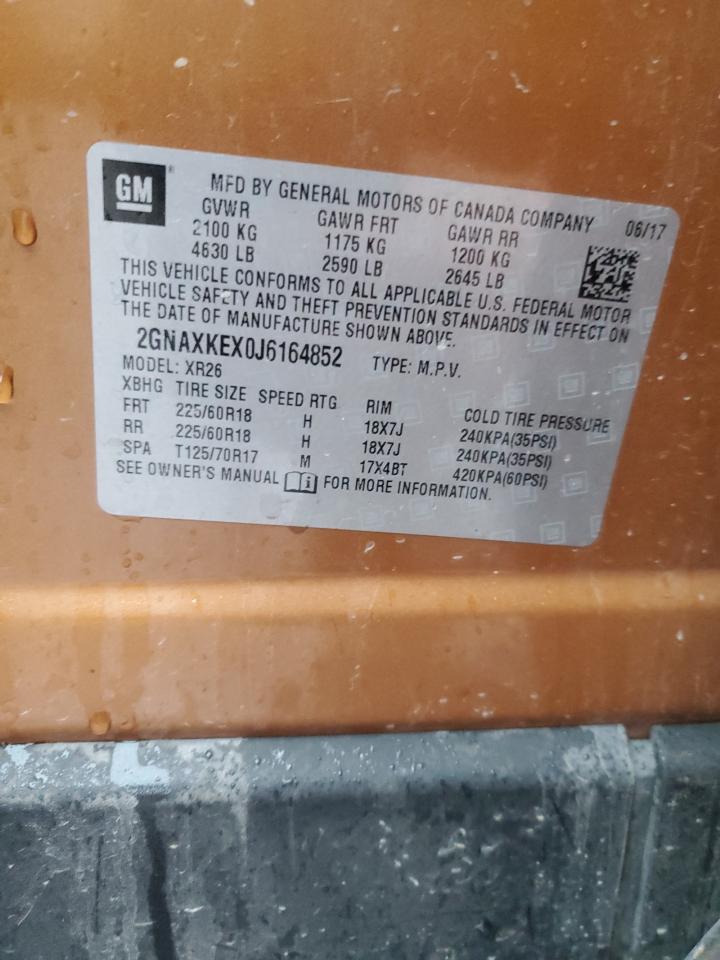 GM ® MFD BY GENERAL MOTORS OF CANADA COMPANY 06/17
GVWR GAWR FRT GAWR RR
2100 KG 1175 KG 1200 KG
4630 LB 2590 LB 2645 LB
THIS VEHICLE CONFORMS TO ALL APPLICABLE U.S. FEDERAL MOTOR
VEHICLE SAFETY AND THEFT PREVENTION STANDARDS IN EFFECT ON
THE DATE OF MANUFACTURE SHOWN ABOVE.
2GNAXKEX0J6164852 TYPE: M.P.V.
MODEL: XR26
XBHG TIRE SIZE SPEED RTG RIM COLD TIRE PRESSURE
FRT 225/60R18 H 18X7J 240KPA(35PSI)
RR 225/60R18 H 18X7J 240KPA(35PSI)
SPA T125/70R17 M 17X4BT 420KPA(60PSI)
SEE OWNER'S MANUAL i FOR MORE INFORMATION.